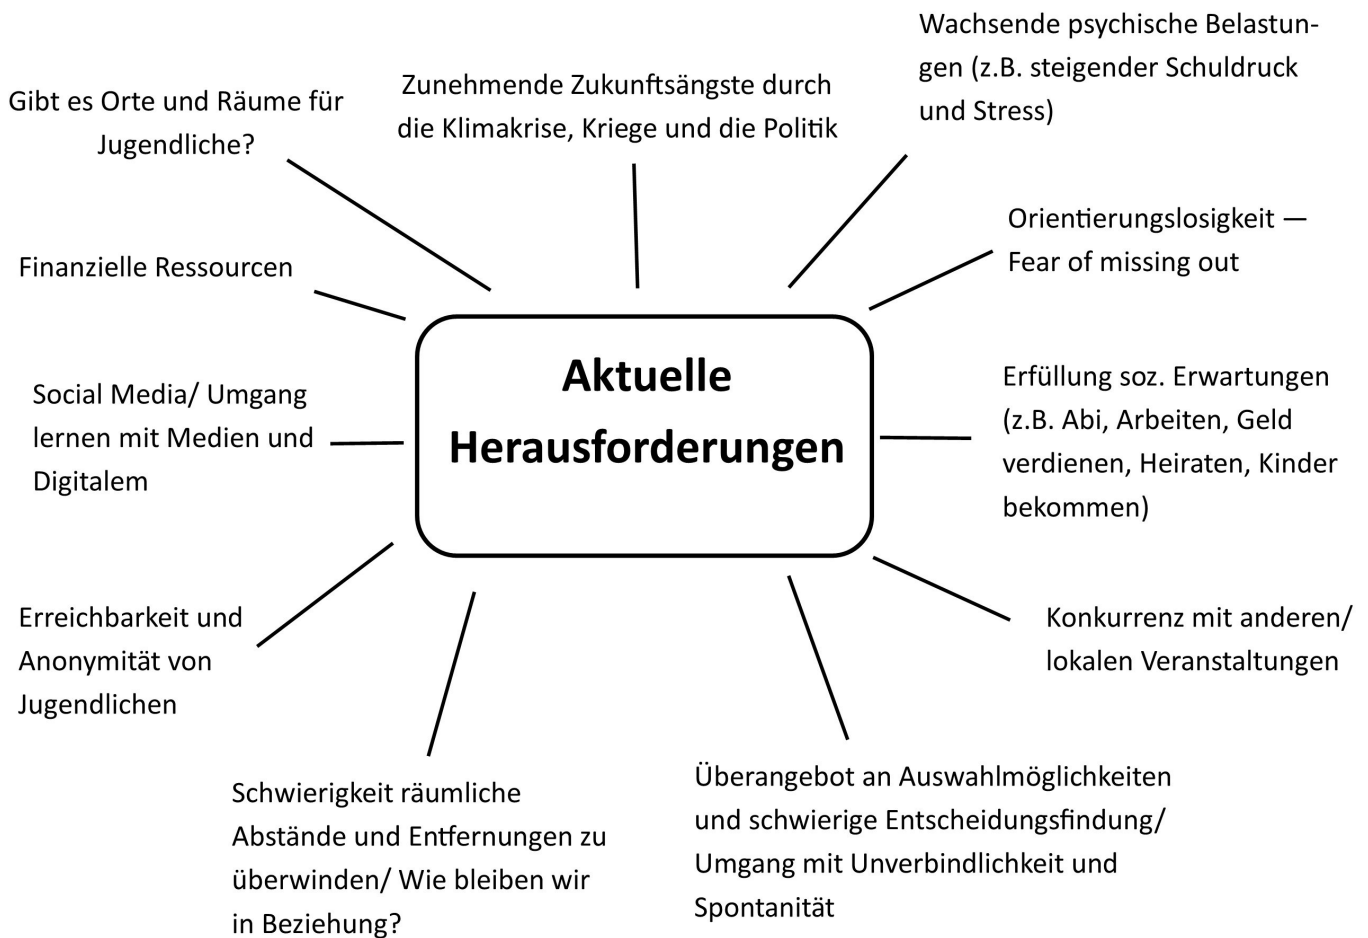 Wachsende psychische Belastun-
gen (z.B. steigender Schuldruck
und Stress)
Zunehmende Zukunftsängste durch
die Klimakrise, Kriege und die Politik
Gibt es Orte und Räume für
Jugendliche?
Orientierungslosigkeit —
Fear of missing out
Finanzielle Ressourcen
Aktuelle
Herausforderungen
Social Media/ Umgang
lernen mit Medien und
Digitalem
Erfüllung soz. Erwartungen
(z.B. Abi, Arbeiten, Geld
verdienen, Heiraten, Kinder
bekommen)
Erreichbarkeit und
Anonymität von
Jugendlichen
Konkurrenz mit anderen/
lokalen Veranstaltungen
Schwierigkeit räumliche
Abstände und Entfernungen zu
überwinden/ Wie bleiben wir
in Beziehung?
Überangebot an Auswahlmöglichkeiten
und schwierige Entscheidungsfindung/
Umgang mit Unverbindlichkeit und
Spontanität